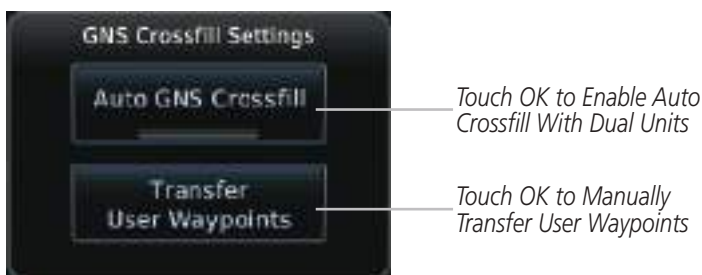 GNS Crossfill Settings
Auto GNS Crossfill
Touch OK to Enable Auto
Crossfill With Dual Units
Transfer
User Waypoints
Touch OK to Manually
Transfer User Waypoints